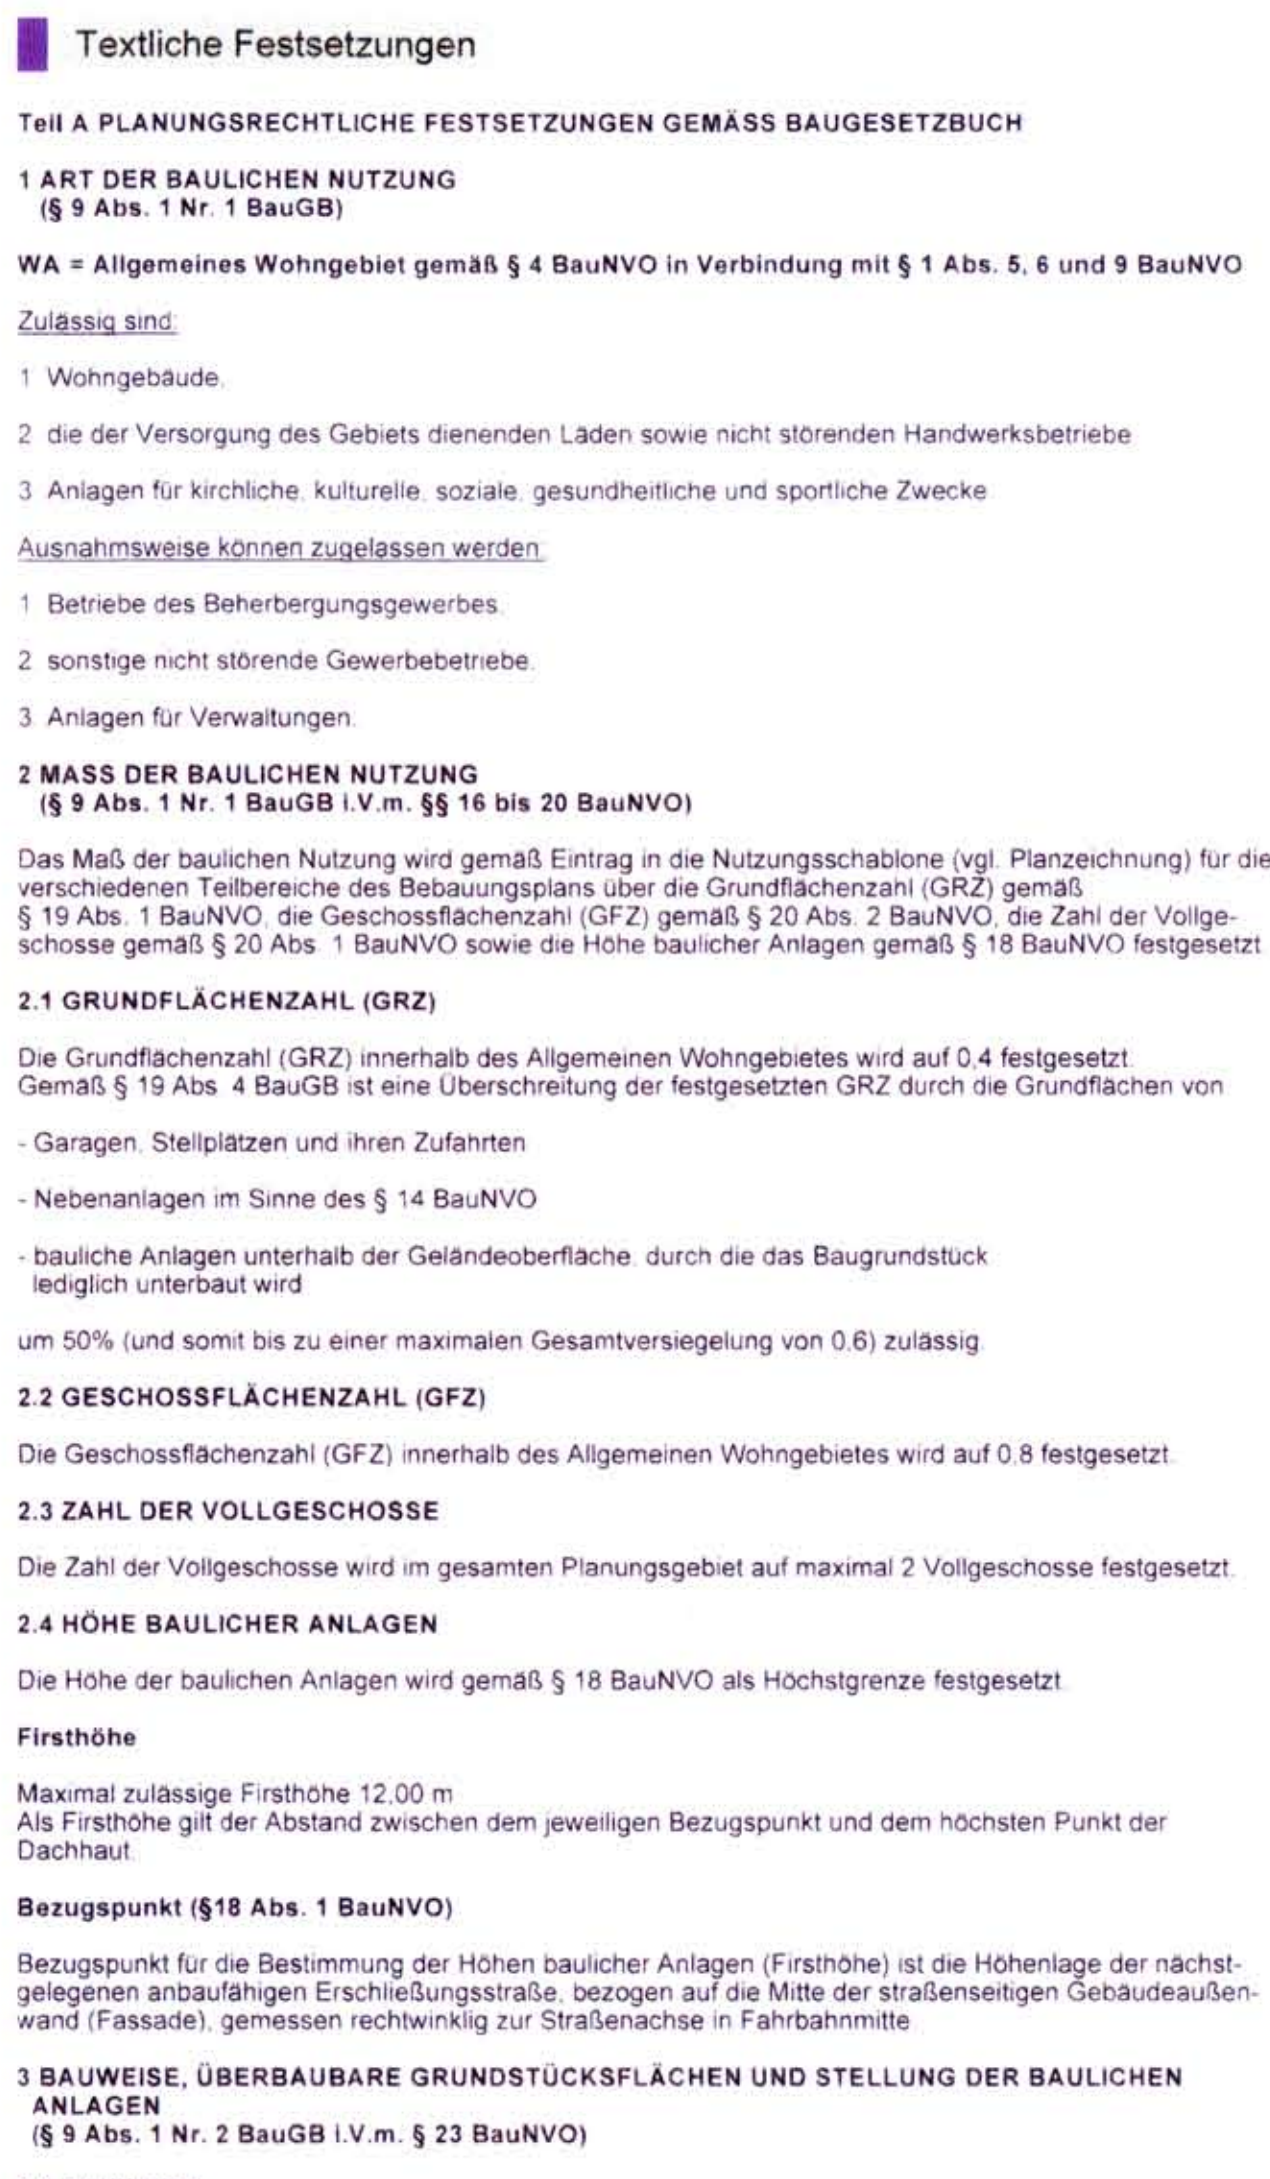 Textliche Festsetzungen
Teil A PLANUNGSRECHTLICHE FESTSETZUNGEN GEMÄSS BAUGESETZBUCH
1 ART DER BAULICHEN NUTZUNG
(§ 9 Abs. 1 Nr. 1 BauGB)
WA = Allgemeines Wohngebiet gemäß § 4 BauNVO in Verbindung mit § 1 Abs. 5, 6 und 9 BauNVO
Zulässig sind:
1 Wohngebäude,
2 die der Versorgung des Gebiets dienenden Läden sowie nicht störenden Handwerksbetriebe
3 Anlagen für kirchliche, kulturelle, soziale, gesundheitliche und sportliche Zwecke
Ausnahmsweise können zugelassen werden:
1 Betriebe des Beherbergungsgewerbes,
2 sonstige nicht störende Gewerbebetriebe,
3 Anlagen für Verwaltungen.
2 MASS DER BAULICHEN NUTZUNG
(§ 9 Abs. 1 Nr. 1 BauGB i.V.m. §§ 16 bis 20 BauNVO)
Das Maß der baulichen Nutzung wird gemäß Eintrag in die Nutzungsschablone (vgl. Planzeichnung) für die
verschiedenen Teilbereiche des Bebauungsplans über die Grundflächenzahl (GRZ) gemäß
§ 19 Abs. 1 BauNVO, die Geschossflächenzahl (GFZ) gemäß § 20 Abs. 2 BauNVO, die Zahl der Vollge-
schosse gemäß § 20 Abs. 1 BauNVO sowie die Höhe baulicher Anlagen gemäß § 18 BauNVO festgesetzt
2.1 GRUNDFLÄCHENZAHL (GRZ)
Die Grundflächenzahl (GRZ) innerhalb des Allgemeinen Wohngebietes wird auf 0,4 festgesetzt.
Gemäß § 19 Abs 4 BauGB ist eine Überschreitung der festgesetzten GRZ durch die Grundflächen von
- Garagen, Stellplätzen und ihren Zufahrten
- Nebenanlagen im Sinne des § 14 BauNVO
- bauliche Anlagen unterhalb der Geländeoberfläche, durch die das Baugrundstück
lediglich unterbaut wird
um 50% (und somit bis zu einer maximalen Gesamtversiegelung von 0,6) zulässig.
2.2 GESCHOSSFLÄCHENZAHL (GFZ)
Die Geschossflächenzahl (GFZ) innerhalb des Allgemeinen Wohngebietes wird auf 0,8 festgesetzt.
2.3 ZAHL DER VOLLGESCHOSSE
Die Zahl der Vollgeschosse wird im gesamten Planungsgebiet auf maximal 2 Vollgeschosse festgesetzt.
2.4 HÖHE BAULICHER ANLAGEN
Die Höhe der baulichen Anlagen wird gemäß § 18 BauNVO als Höchstgrenze festgesetzt.
Firsthöhe
Maximal zulässige Firsthöhe 12,00 m
Als Firsthöhe gilt der Abstand zwischen dem jeweiligen Bezugspunkt und dem höchsten Punkt der
Dachhaut.
Bezugspunkt (§18 Abs. 1 BauNVO)
Bezugspunkt für die Bestimmung der Höhen baulicher Anlagen (Firsthöhe) ist die Höhenlage der nächst-
gelegenen anbaufähigen Erschließungsstraße, bezogen auf die Mitte der straßenseitigen Gebäudeaußen-
wand (Fassade), gemessen rechtwinklig zur Straßenachse in Fahrbahnmitte
3 BAUWEISE, ÜBERBAUBARE GRUNDSTÜCKSFLÄCHEN UND STELLUNG DER BAULICHEN
ANLAGEN
(§ 9 Abs. 1 Nr. 2 BauGB i.V.m. § 23 BauNVO)